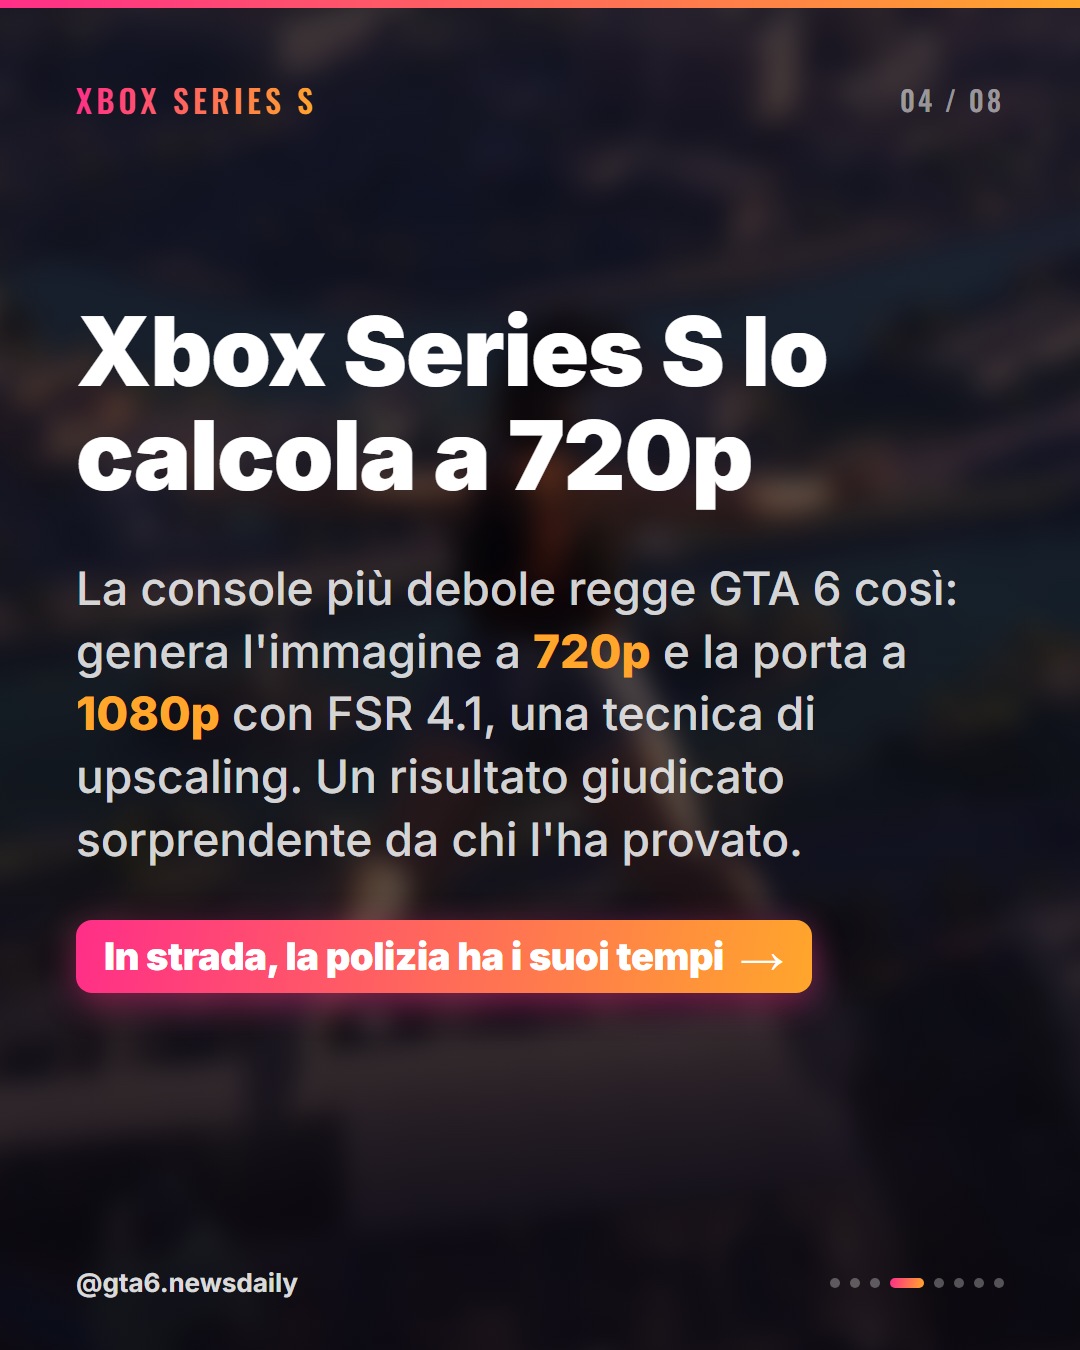 XBOX SERIES S
04 / 08
Xbox Series S lo
calcola a 720p
La console più debole regge GTA 6 così:
genera l'immagine a 720p e la porta a
1080p con FSR 4.1, una tecnica di
upscaling. Un risultato giudicato
sorprendente da chi l'ha provato.
In strada, la polizia ha i suoi tempi →
@gta6.newsdaily